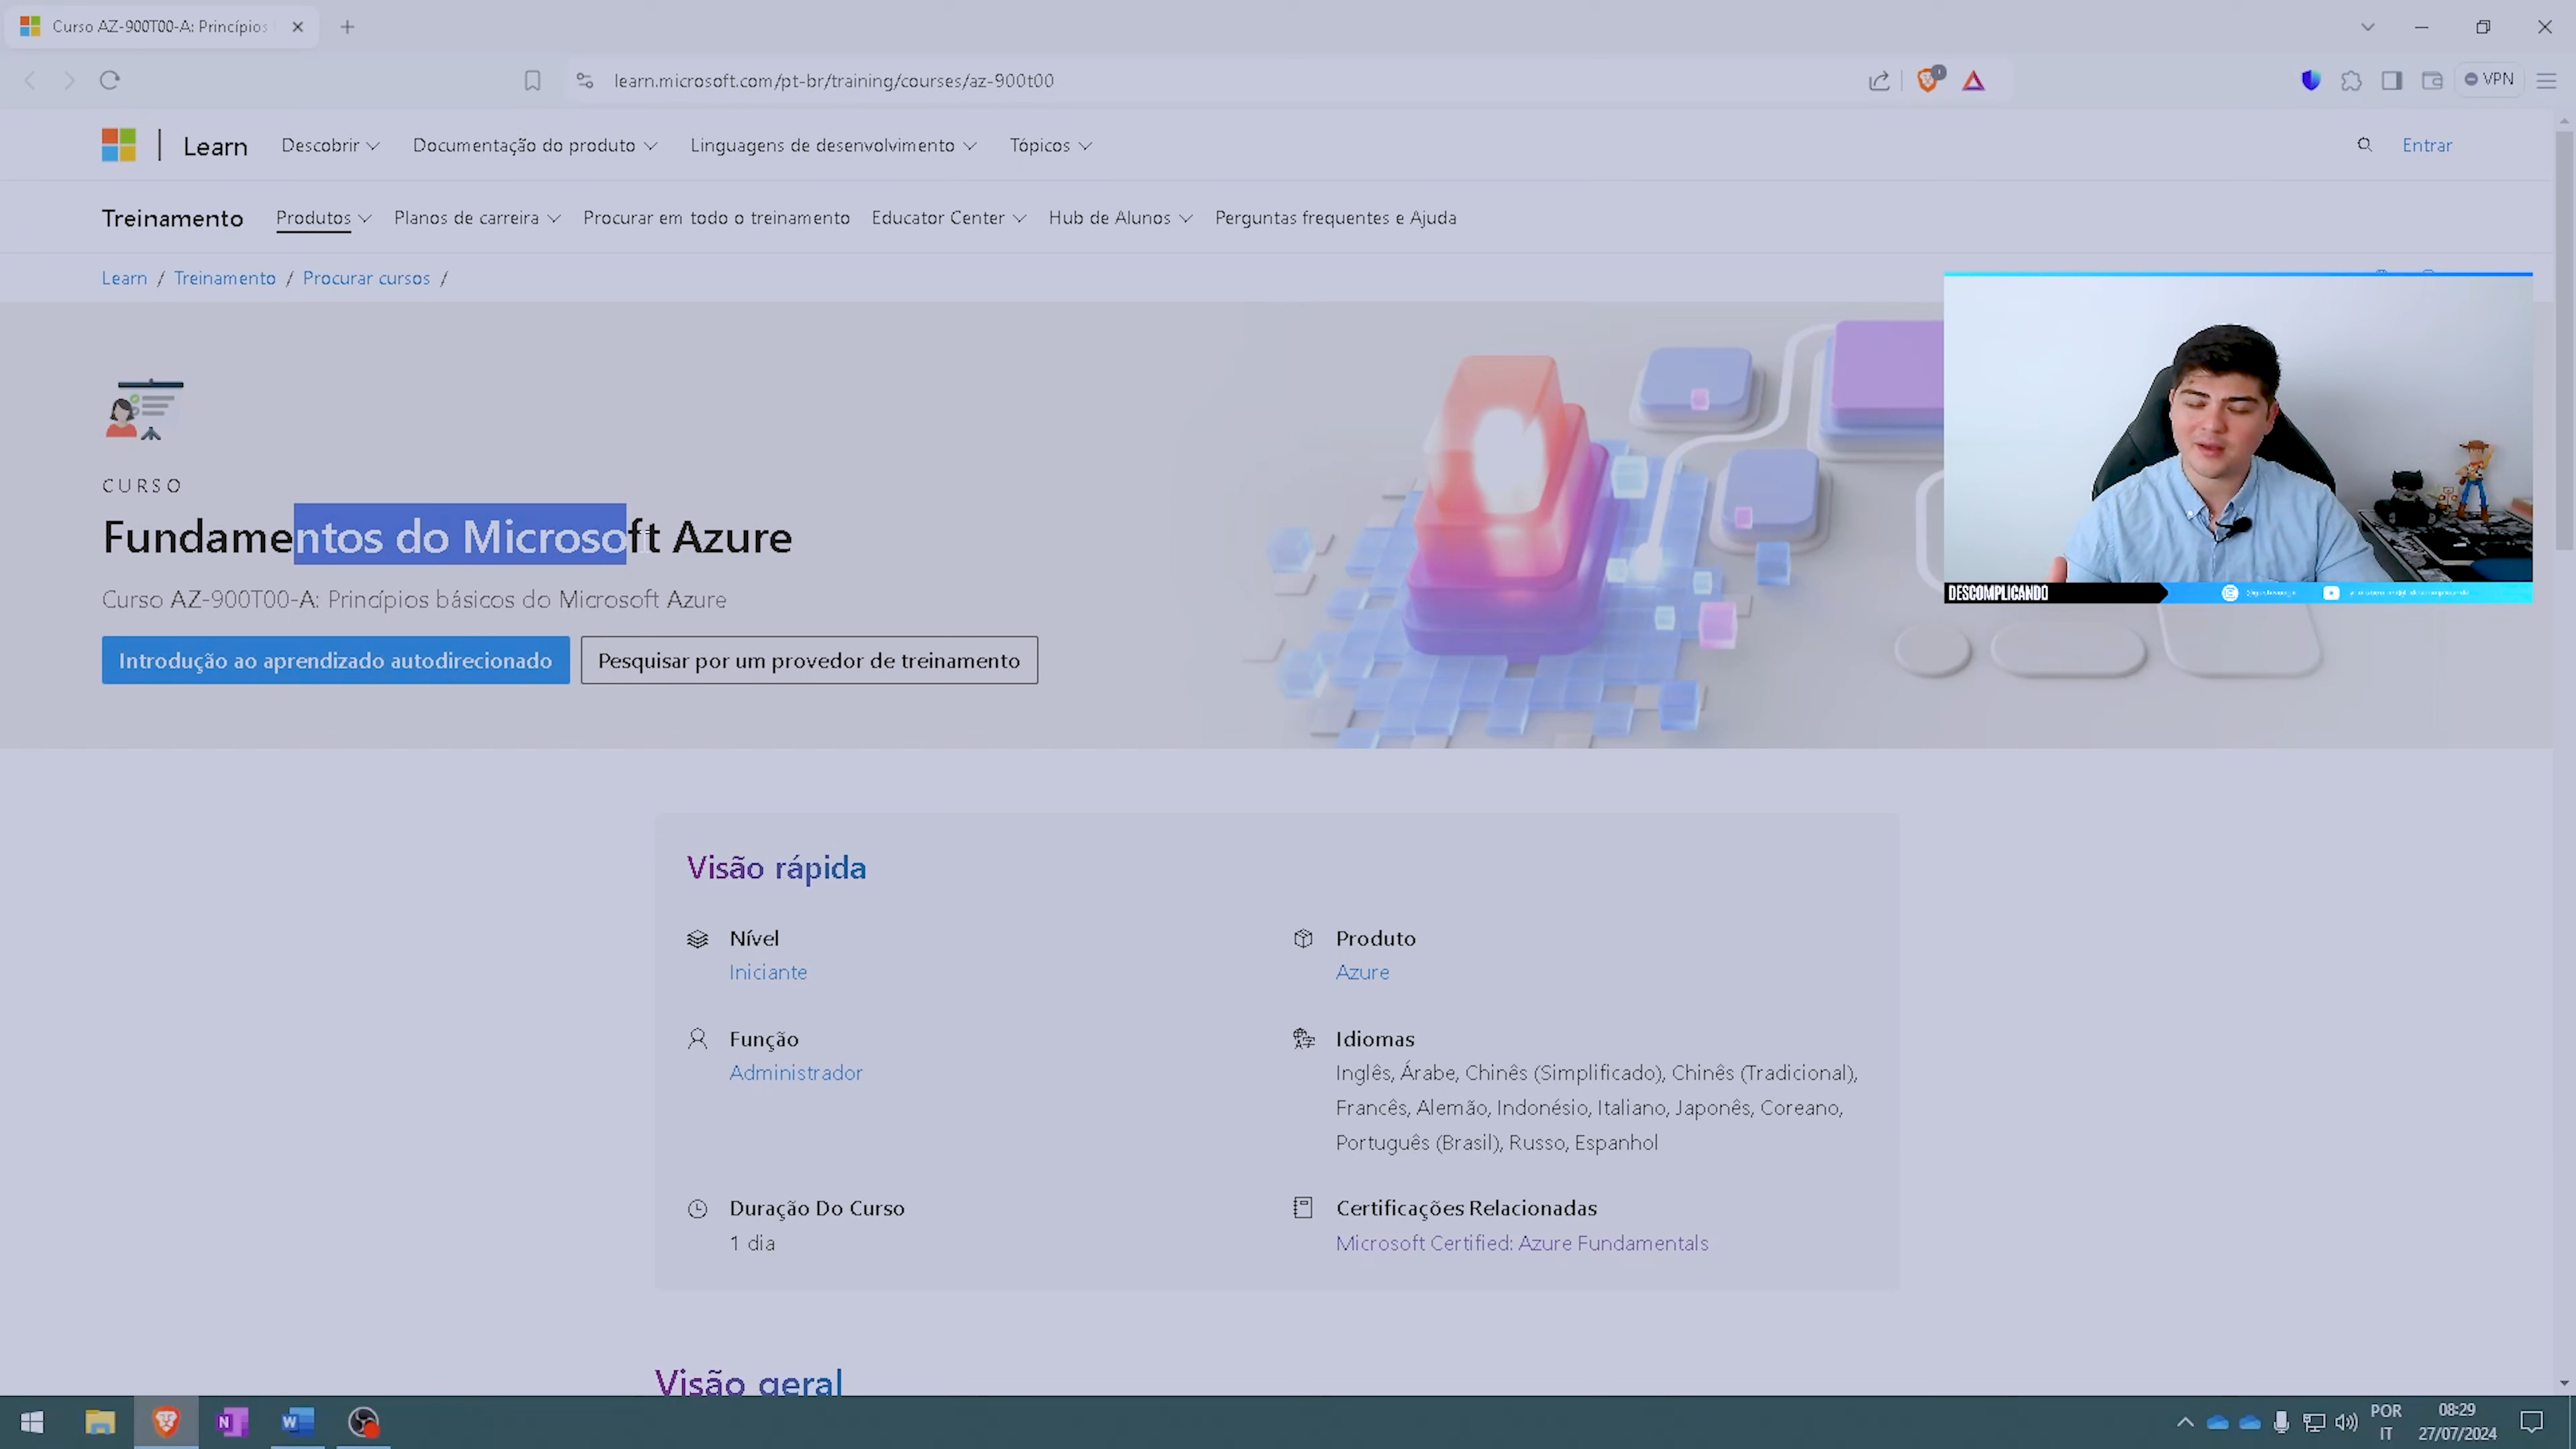 Curso AZ-900T00-A: Princípios
learn.microsoft.com/pt-br/training/courses/az-900t00
1
VPN
Learn
Descobrir
Documentação do produto
Linguagens de desenvolvimento
Tópicos
Entrar
Treinamento
Produtos
Planos de carreira
Procurar em todo o treinamento
Educator Center
Hub de Alunos
Perguntas frequentes e Ajuda
Learn / Treinamento / Procurar cursos /
CURSO
Fundamentos do Microsoft Azure
Curso AZ-900T00-A: Princípios básicos do Microsoft Azure
Introdução ao aprendizado autodirecionado
Pesquisar por um provedor de treinamento
DESCOMPLICANDO
Visão rápida
Nível
Iniciante
Produto
Azure
Função
Administrador
Idiomas
Inglês, Árabe, Chinês (Simplificado), Chinês (Tradicional),
Francês, Alemão, Indonésio, Italiano, Japonês, Coreano,
Português (Brasil), Russo, Espanhol
Duração Do Curso
1 dia
Certificações Relacionadas
Microsoft Certified: Azure Fundamentals
Visão geral
POR
IT
08:29
27/07/2024